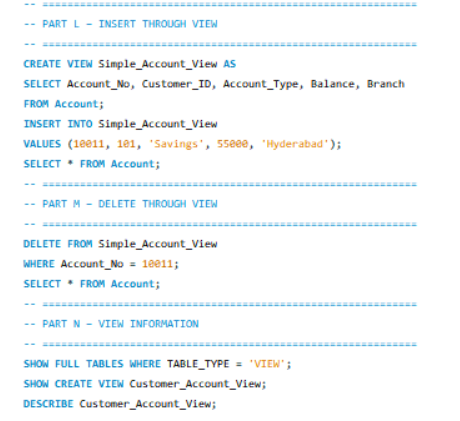 -- =====================================================
-- PART L – INSERT THROUGH VIEW
-- =====================================================
CREATE VIEW Simple_Account_View AS
SELECT Account_No, Customer_ID, Account_Type, Balance, Branch
FROM Account;
INSERT INTO Simple_Account_View
VALUES (10011, 101, 'Savings', 55000, 'Hyderabad');
SELECT * FROM Account;
-- =====================================================
-- PART M – DELETE THROUGH VIEW
-- =====================================================
DELETE FROM Simple_Account_View
WHERE Account_No = 10011;
SELECT * FROM Account;
-- =====================================================
-- PART N – VIEW INFORMATION
-- =====================================================
SHOW FULL TABLES WHERE TABLE_TYPE = 'VIEW';
SHOW CREATE VIEW Customer_Account_View;
DESCRIBE Customer_Account_View;